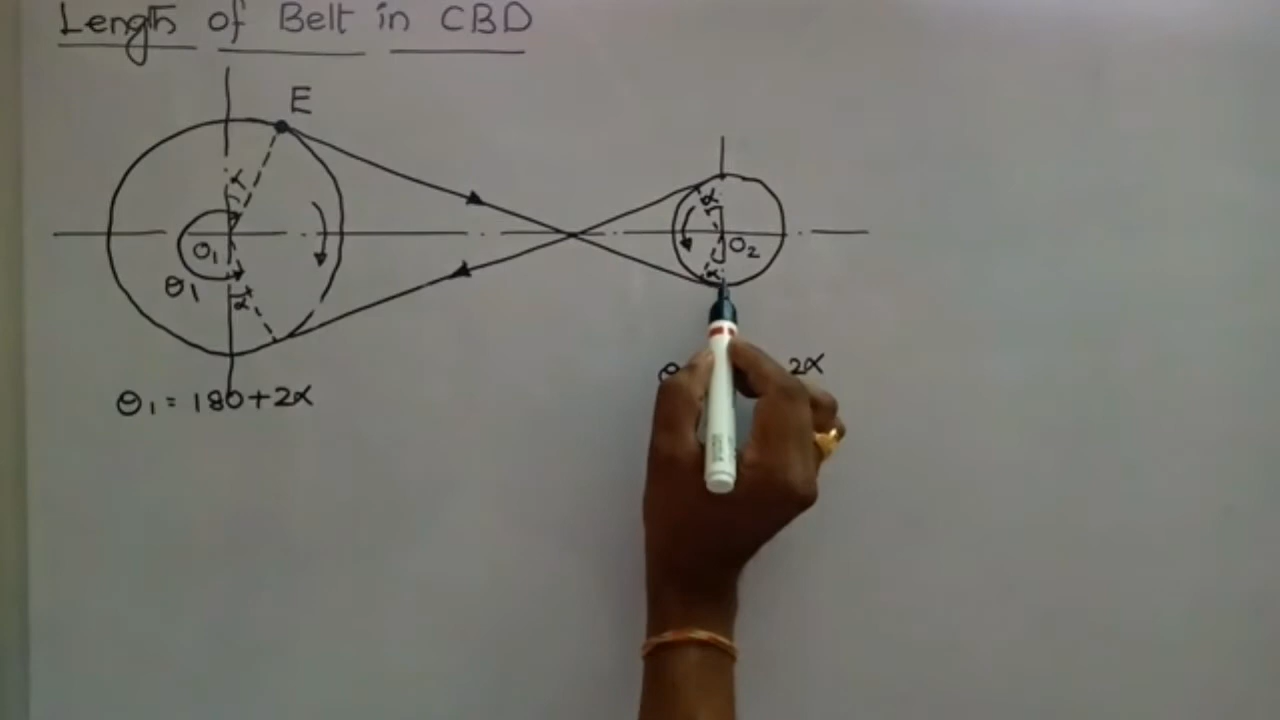 Length of Belt in CBD
E
α
α
O₁
O₂
θ₁
α
α
θ₁ = 180+2α
θ 2α